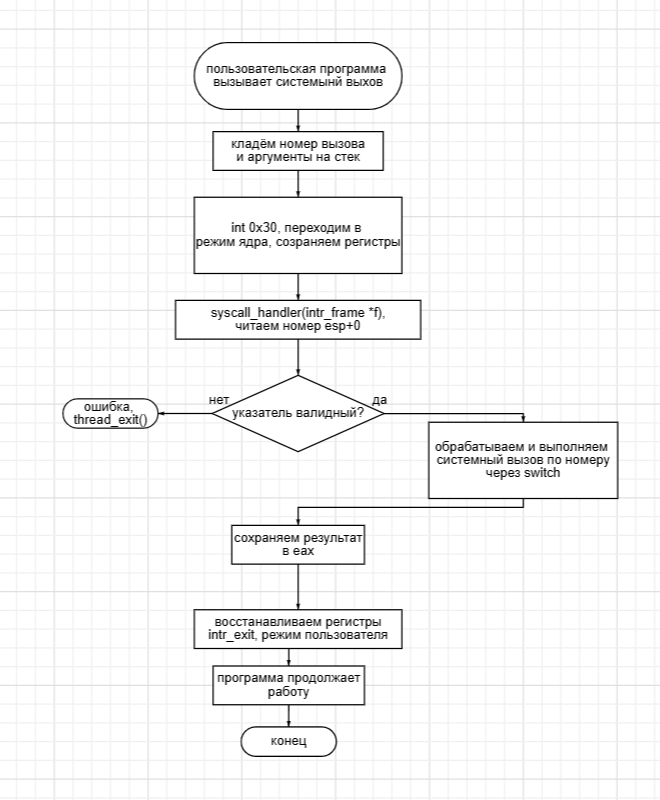 пользовательская программа
вызывает системынй выхов
кладём номер вызова
и аргументы на стек
int 0x30, переходим в
режим ядра, созраняем регистры
syscall_handler(intr_frame *f),
читаем номер esp+0
нет
указатель валидный?
да
ошибка,
thread_exit()
обрабатываем и выполняем
системный вызов по номеру
через switch
сохраняем результат
в eax
восстанавливаем регистры
intr_exit, режим пользователя
программа продолжает
работу
конец